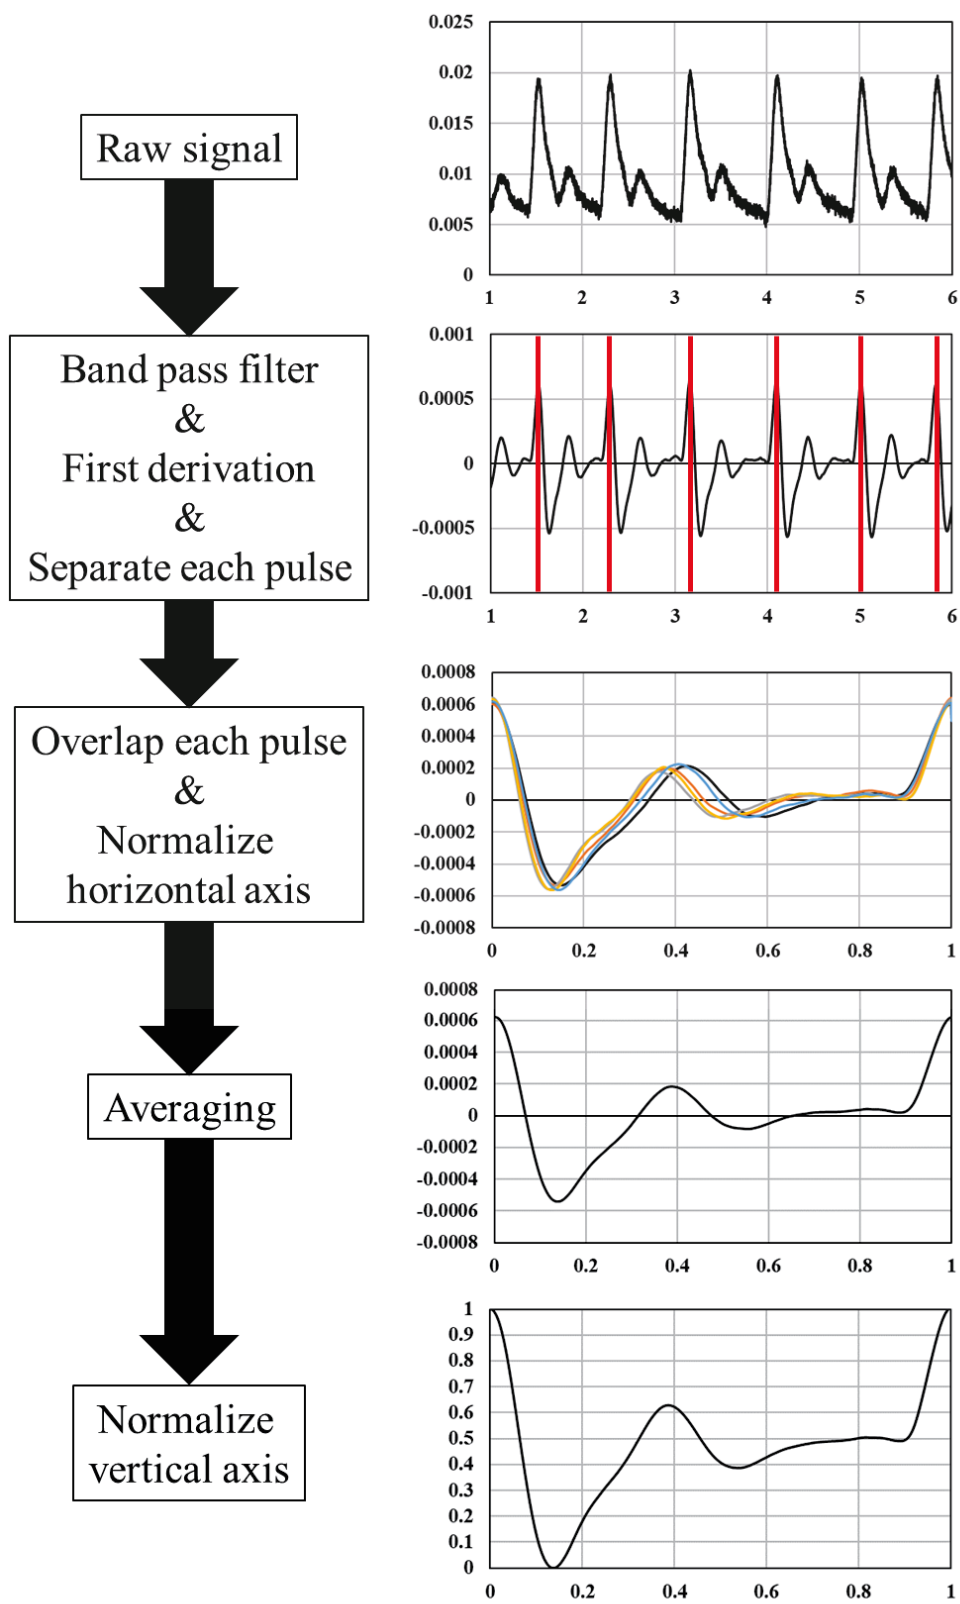 Raw signal
0.025
0.02
0.015
0.01
0.005
0
1 2 3 4 5 6
Band pass filter
&
First derivation
&
Separate each pulse
0.001
0.0005
0
-0.0005
-0.001
1 2 3 4 5 6
Overlap each pulse
&
Normalize
horizontal axis
0.0008
0.0006
0.0004
0.0002
0
-0.0002
-0.0004
-0.0006
-0.0008
0 0.2 0.4 0.6 0.8 1
Averaging
0.0008
0.0006
0.0004
0.0002
0
-0.0002
-0.0004
-0.0006
-0.0008
0 0.2 0.4 0.6 0.8 1
Normalize
vertical axis
1
0.9
0.8
0.7
0.6
0.5
0.4
0.3
0.2
0.1
0
0 0.2 0.4 0.6 0.8 1